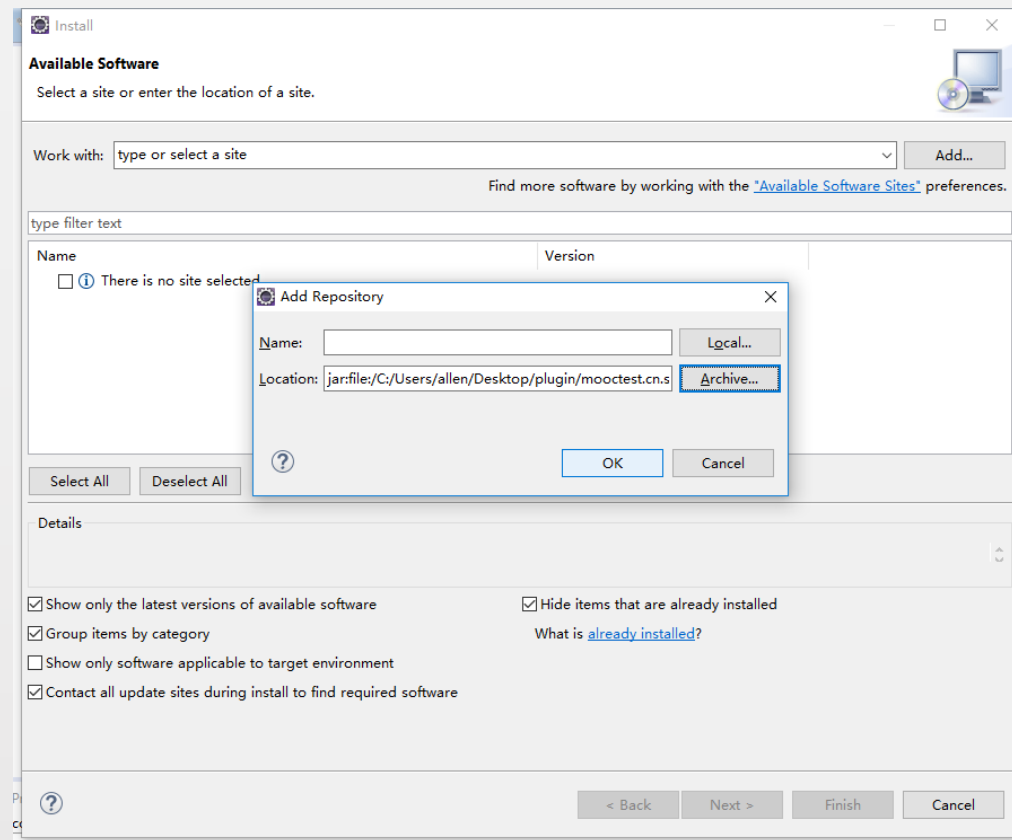 Install
Available Software
Select a site or enter the location of a site.
Work with: type or select a site Add...
Find more software by working with the "Available Software Sites" preferences.
type filter text
Name Version
There is no site selected
Add Repository
Name: Local...
Location: jar:file:/C:/Users/allen/Desktop/plugin/mooctest.cn.s Archive...
OK Cancel
Select All Deselect All
Details
Show only the latest versions of available software Hide items that are already installed
Group items by category What is already installed?
Show only software applicable to target environment
Contact all update sites during install to find required software
< Back Next > Finish Cancel